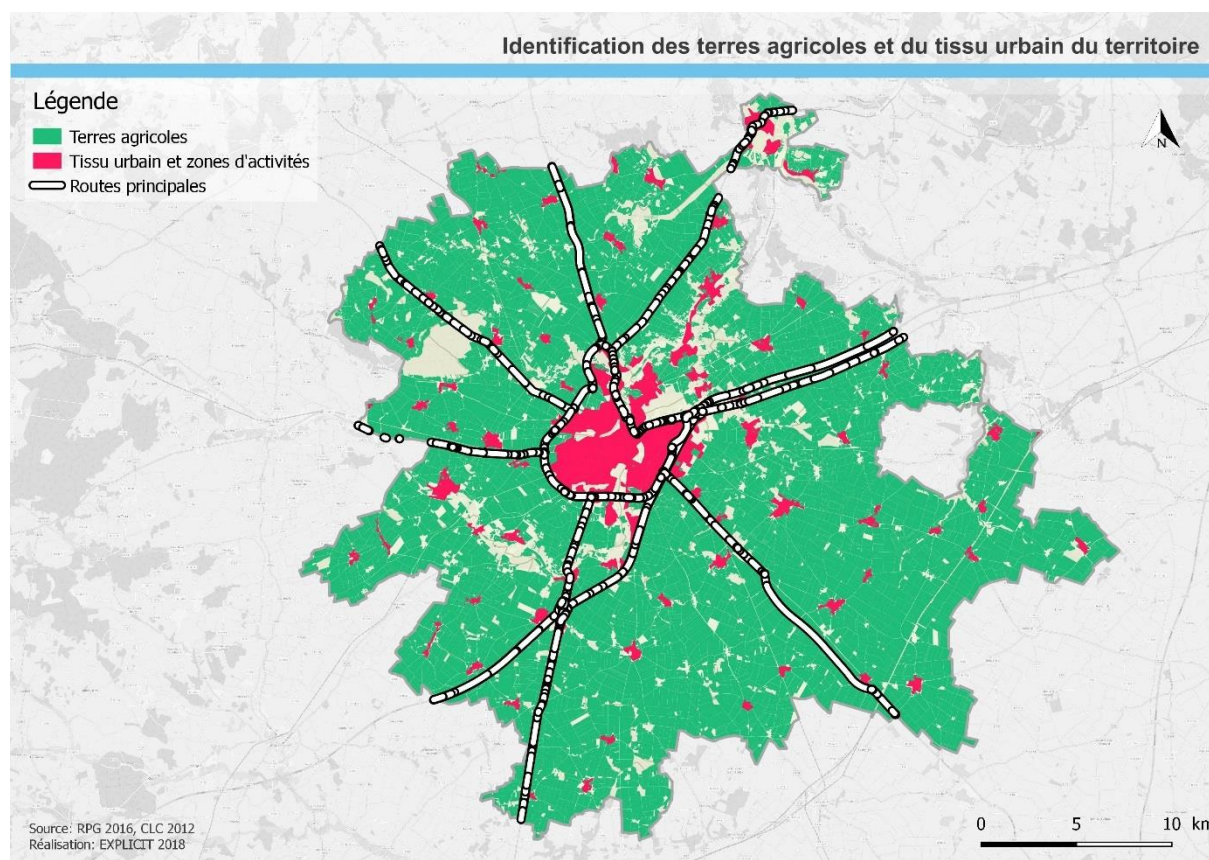 Identification des terres agricoles et du tissu urbain du territoire
Légende
Terres agricoles
Tissu urbain et zones d'activités
Routes principales
N
Source: RPG 2016, CLC 2012
Réalisation: EXPLICIT 2018
0 5 10 km